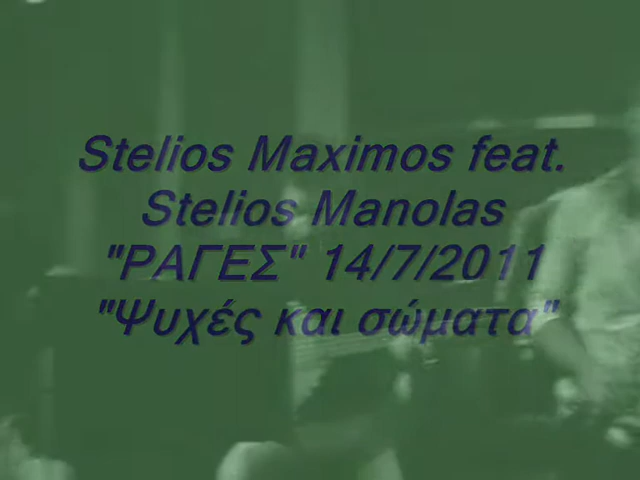 Stelios Maximos feat.
Stelios Manolas
"ΡΑΓΕΣ" 14/7/2011
"Ψυχές και σώματα"